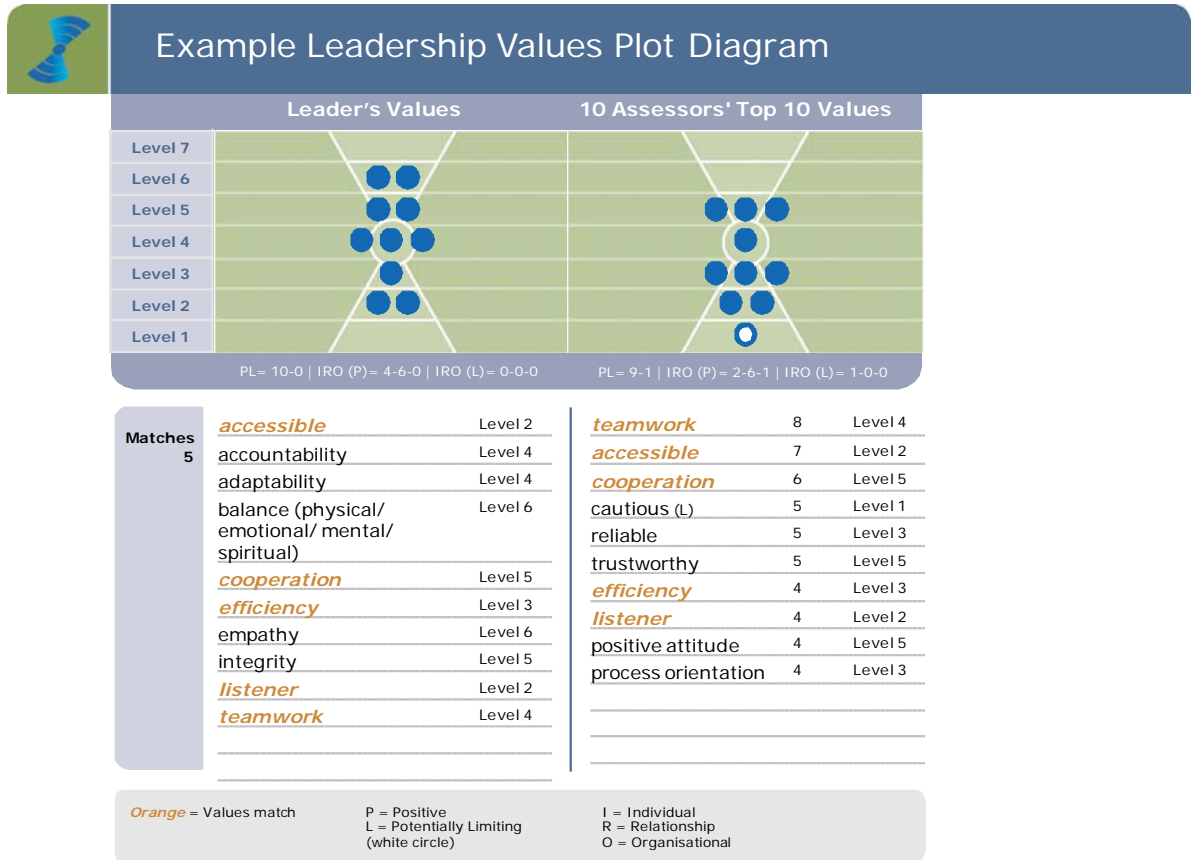 Example Leadership Values Plot Diagram
Leader's Values
10 Assessors' Top 10 Values
Level 7
Level 6
Level 5
Level 4
Level 3
Level 2
Level 1
PL= 10-0 | IRO (P)= 4-6-0 | IRO (L)= 0-0-0
PL= 9-1 | IRO (P)= 2-6-1 | IRO (L)= 1-0-0
Matches
5
accessible Level 2
accountability Level 4
adaptability Level 4
balance (physical/ Level 6
emotional/ mental/
spiritual)
cooperation Level 5
efficiency Level 3
empathy Level 6
integrity Level 5
listener Level 2
teamwork Level 4
teamwork 8 Level 4
accessible 7 Level 2
cooperation 6 Level 5
cautious (L) 5 Level 1
reliable 5 Level 3
trustworthy 5 Level 5
efficiency 4 Level 3
listener 4 Level 2
positive attitude 4 Level 5
process orientation 4 Level 3
Orange = Values match
P = Positive
L = Potentially Limiting
(white circle)
I = Individual
R = Relationship
O = Organisational